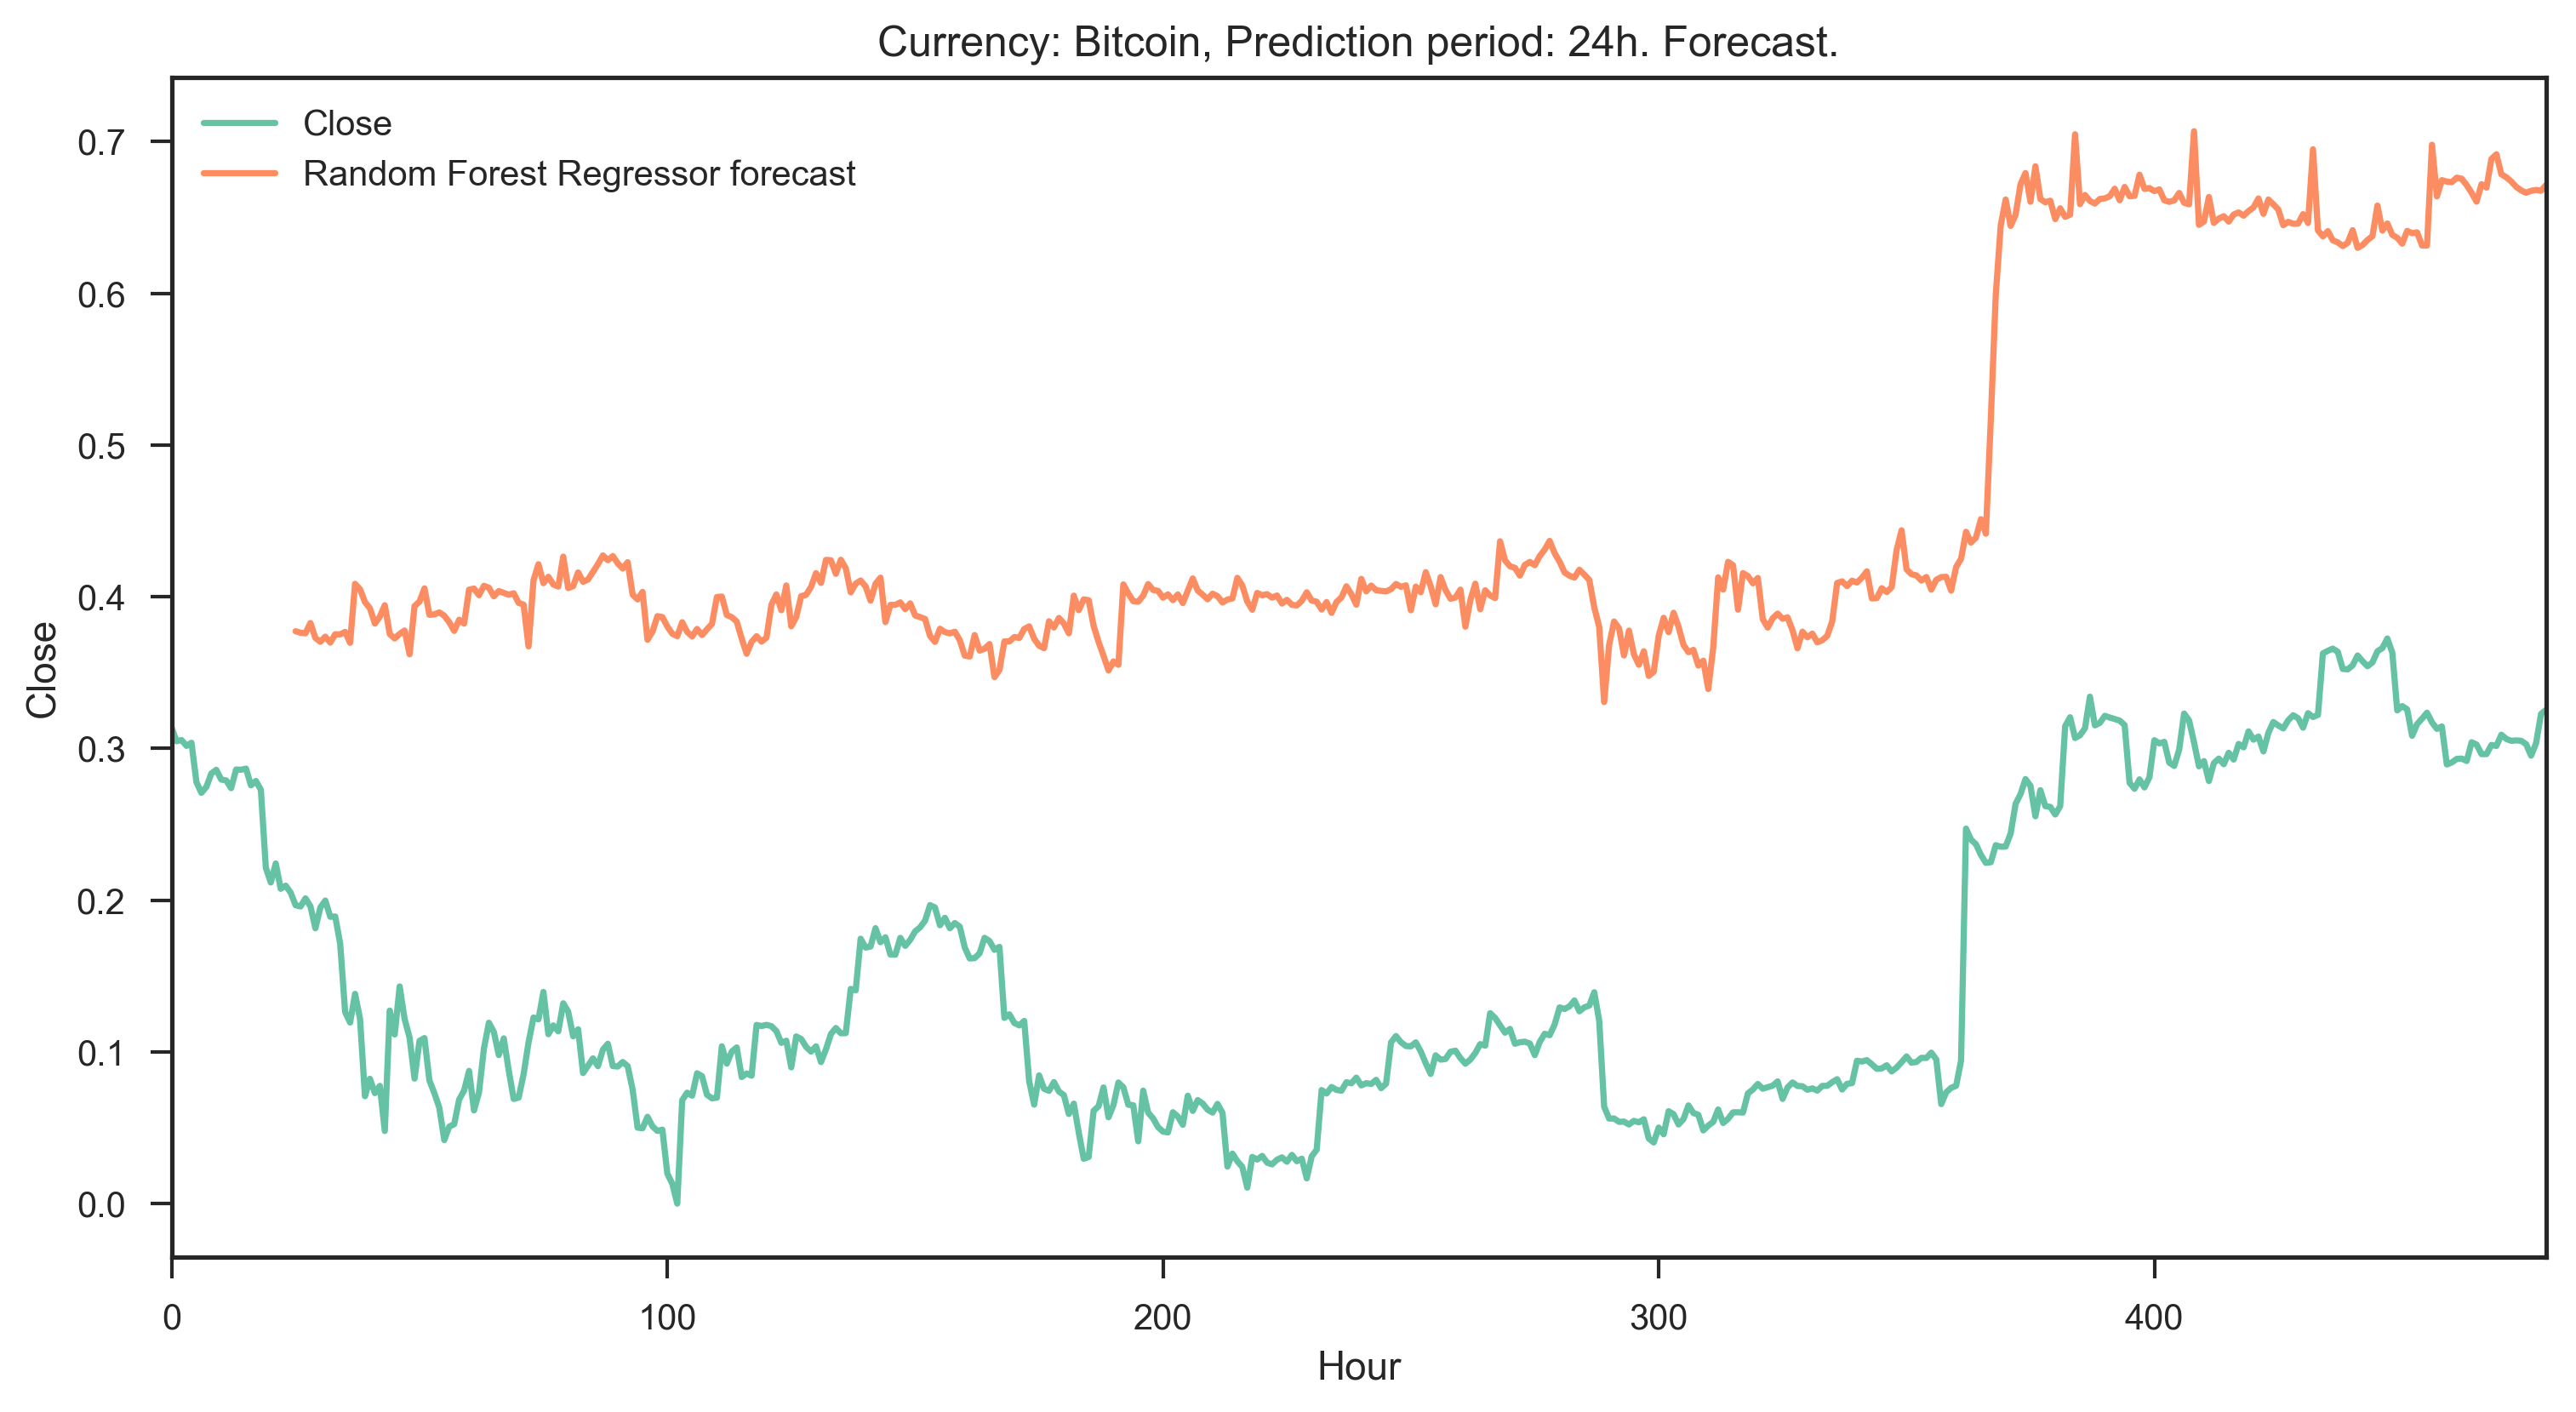 Currency: Bitcoin, Prediction period: 24h. Forecast.
Close
Random Forest Regressor forecast
0.7
0.6
0.5
0.4
0.3
0.2
0.1
0.0
Close
0 100 200 300 400
Hour